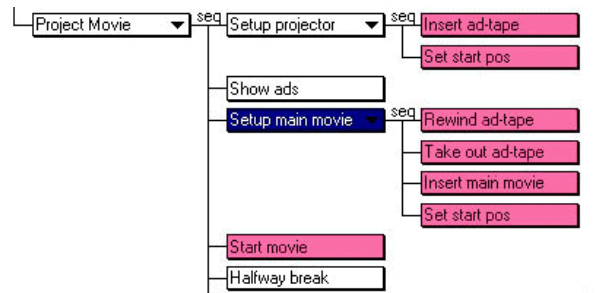 Project Movie
seq
Setup projector
seq
Insert ad-tape
Set start pos
Show ads
Setup main movie
seq
Rewind ad-tape
Take out ad-tape
Insert main movie
Set start pos
Start movie
Halfway break